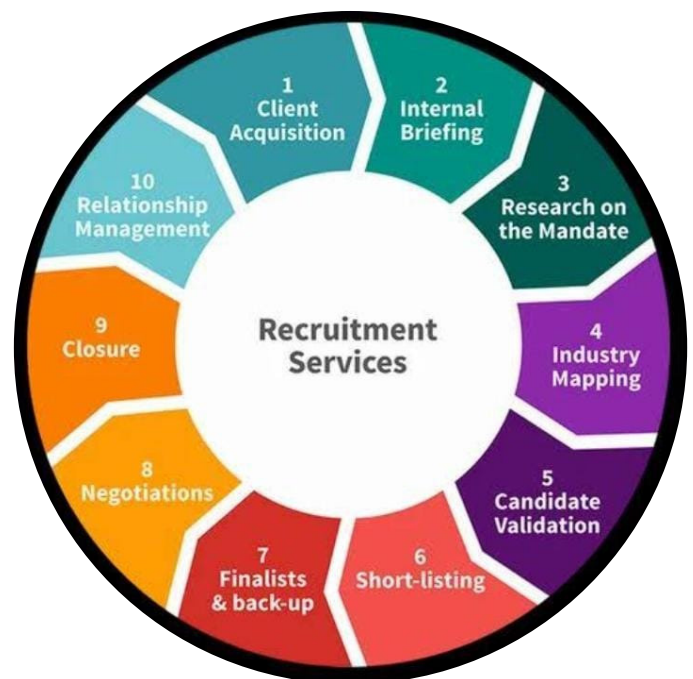 1
Client
Acquisition
2
Internal
Briefing
3
Research on
the Mandate
4
Industry
Mapping
5
Candidate
Validation
6
Short-listing
7
Finalists
& back-up
8
Negotiations
9
Closure
10
Relationship
Management
Recruitment
Services